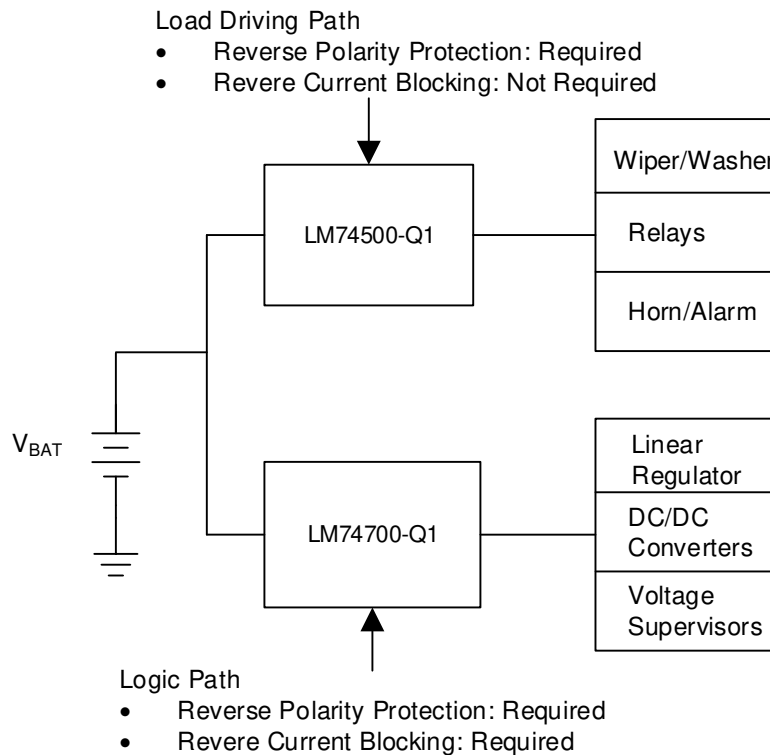 Load Driving Path
• Reverse Polarity Protection: Required
• Revere Current Blocking: Not Required
LM74500-Q1
Wiper/Washer
Relays
Horn/Alarm
VBAT
LM74700-Q1
Linear
Regulator
DC/DC
Converters
Voltage
Supervisors
Logic Path
• Reverse Polarity Protection: Required
• Revere Current Blocking: Required